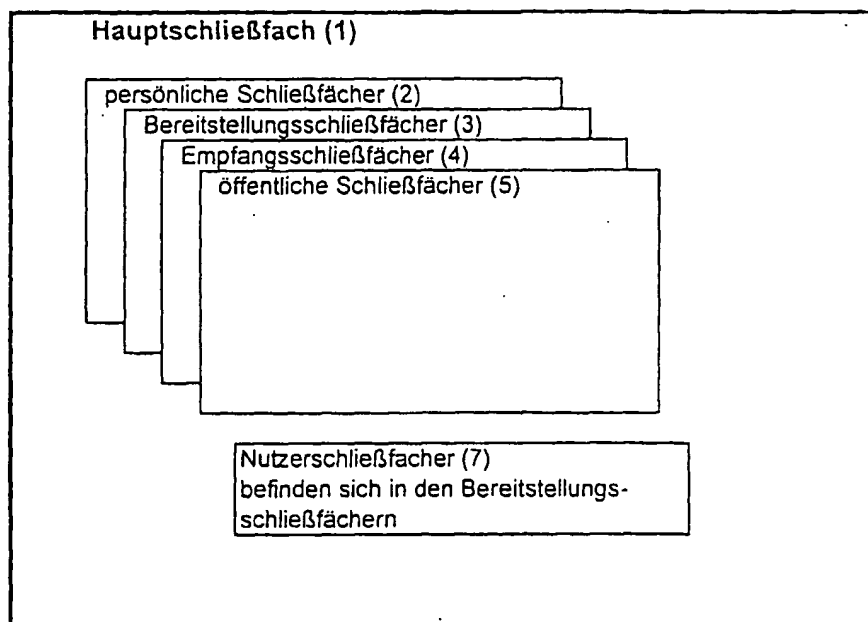 Hauptschließfach (1)
persönliche Schließfächer (2)
Bereitstellungsschließfächer (3)
Empfangsschließfächer (4)
öffentliche Schließfächer (5)
Nutzerschließfacher (7)
befinden sich in den Bereitstellungs-
schließfächern